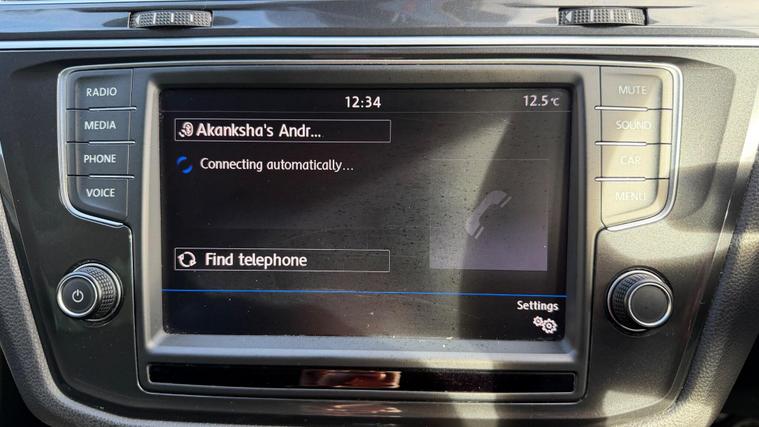 12:34
12.5 °C
RADIO
MEDIA
PHONE
VOICE
Akanksha's Andr...
Connecting automatically...
Find telephone
Settings
MUTE
SOUND
CAR
MENU